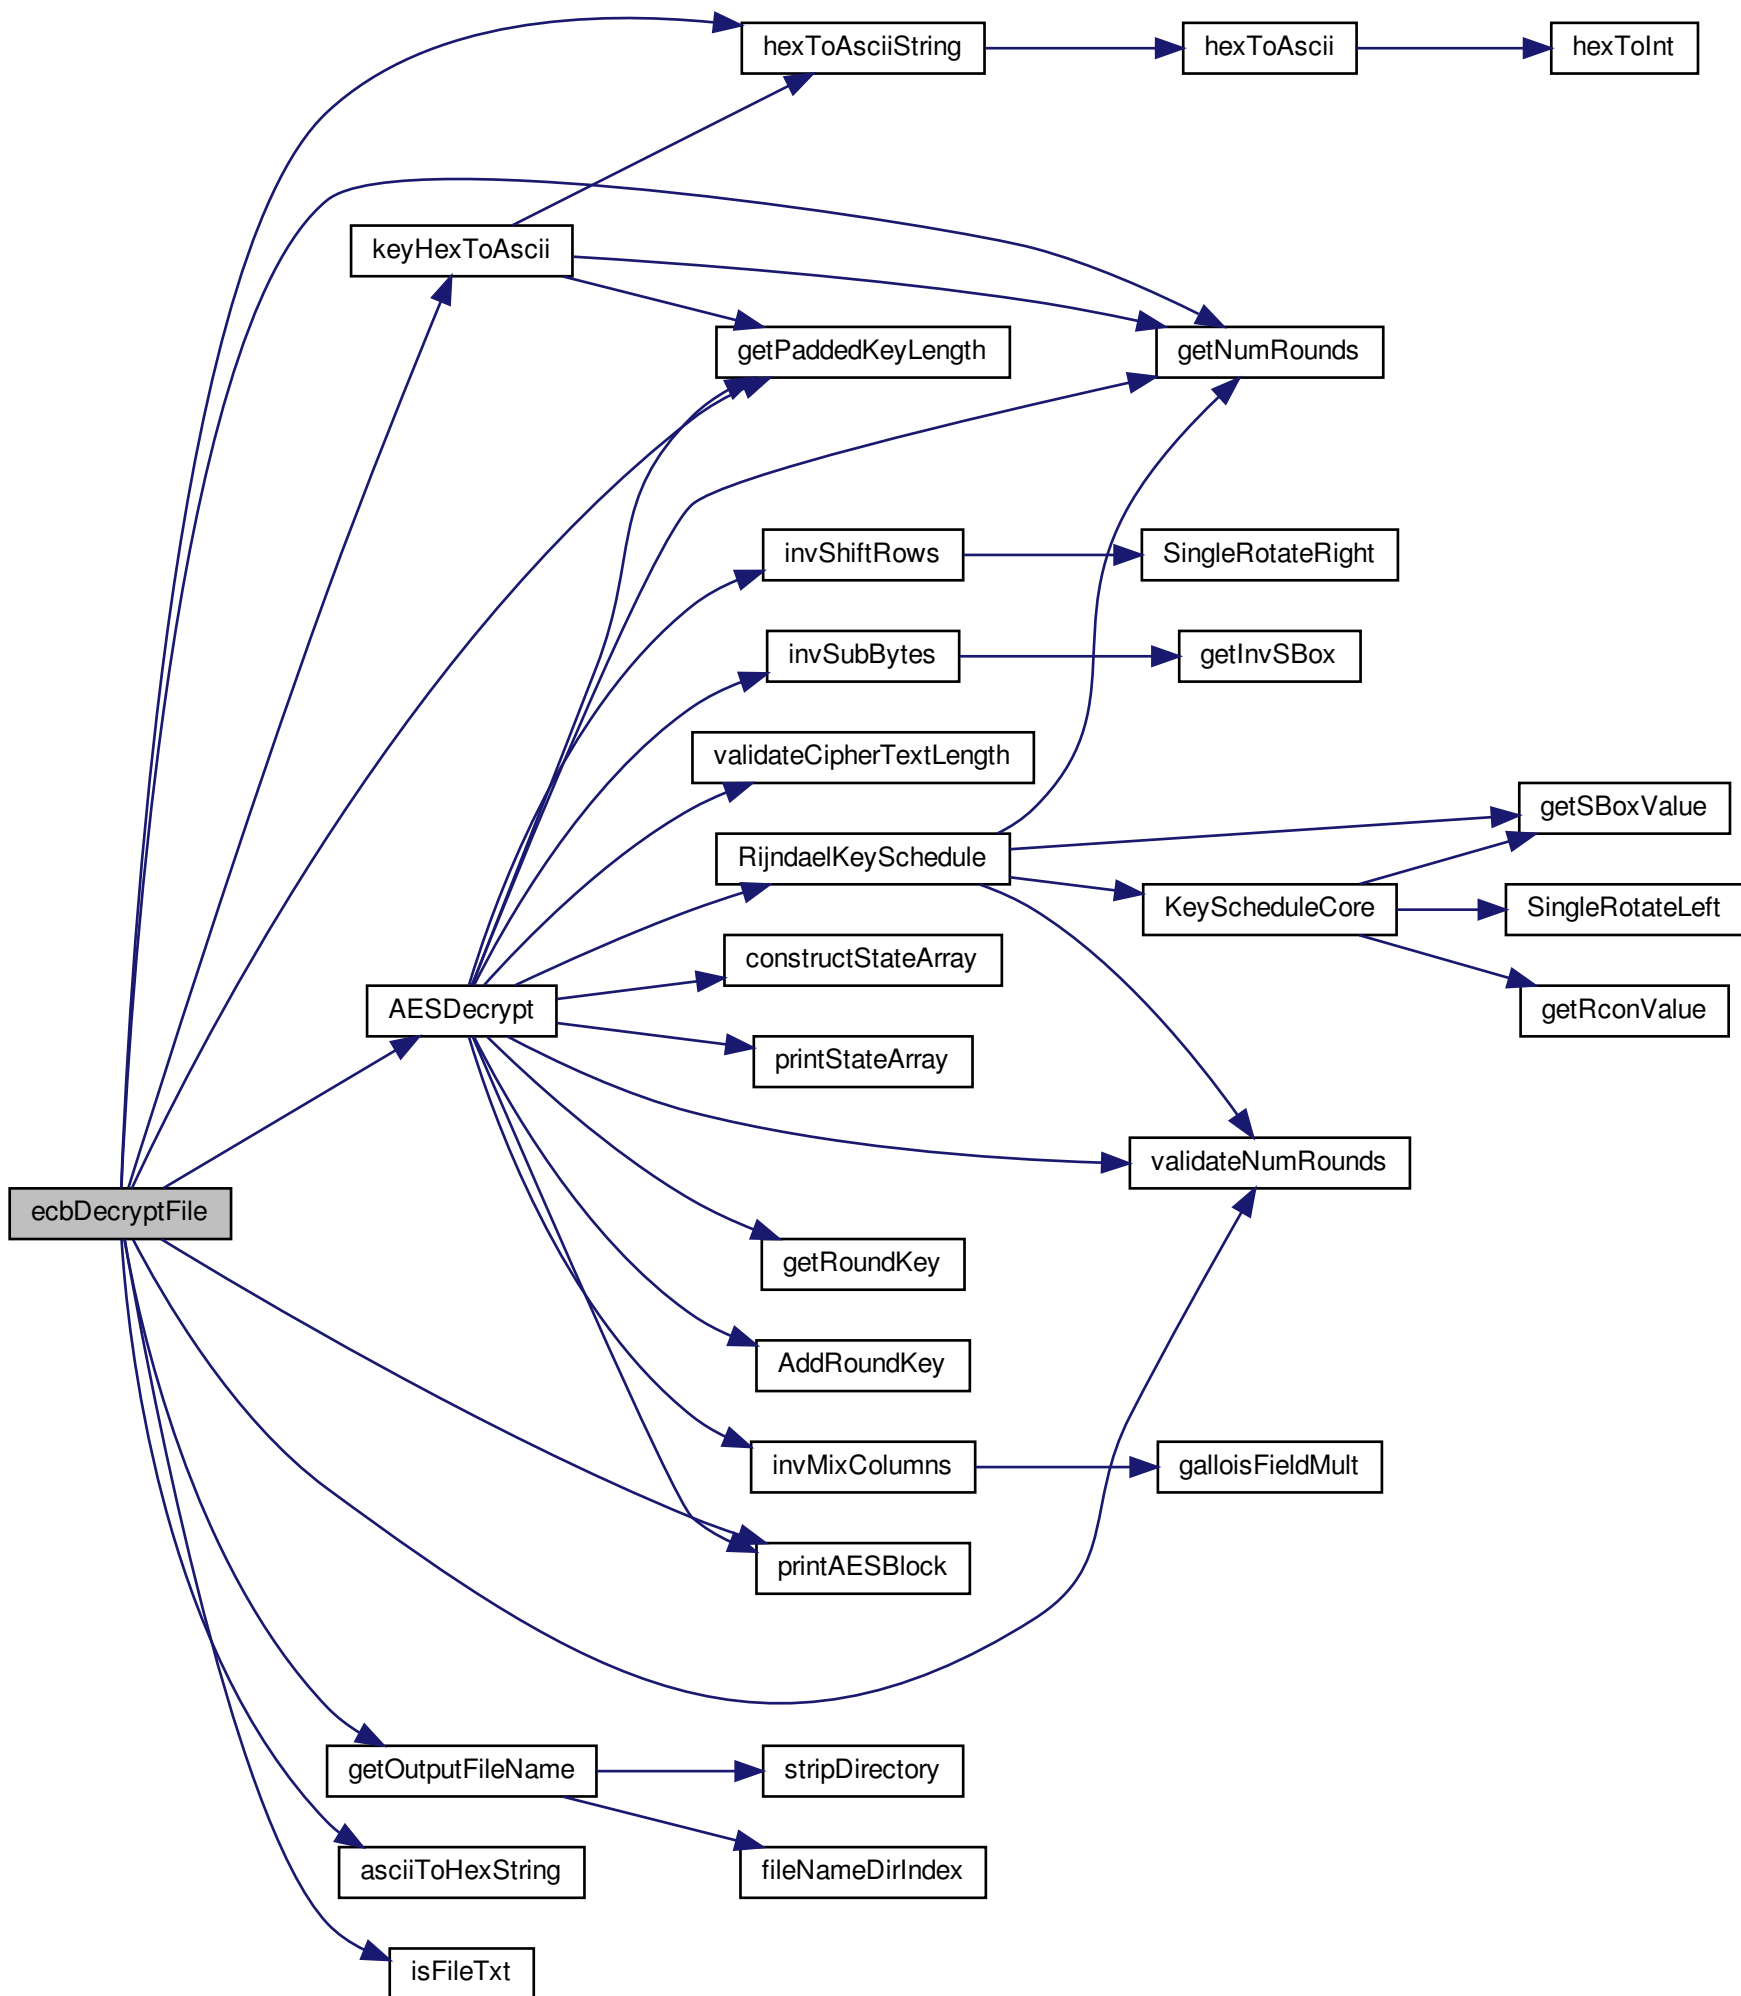 hexToAsciiString
hexToAscii
hexToInt
keyHexToAscii
getPaddedKeyLength
getNumRounds
invShiftRows
SingleRotateRight
invSubBytes
getInvSBox
validateCipherTextLength
getSBoxValue
RijndaelKeySchedule
KeyScheduleCore
SingleRotateLeft
constructStateArray
AESDecrypt
getRconValue
printStateArray
validateNumRounds
ecbDecryptFile
getRoundKey
AddRoundKey
invMixColumns
galloisFieldMult
printAESBlock
getOutputFileName
stripDirectory
asciiToHexString
fileNameDirIndex
isFileTxt